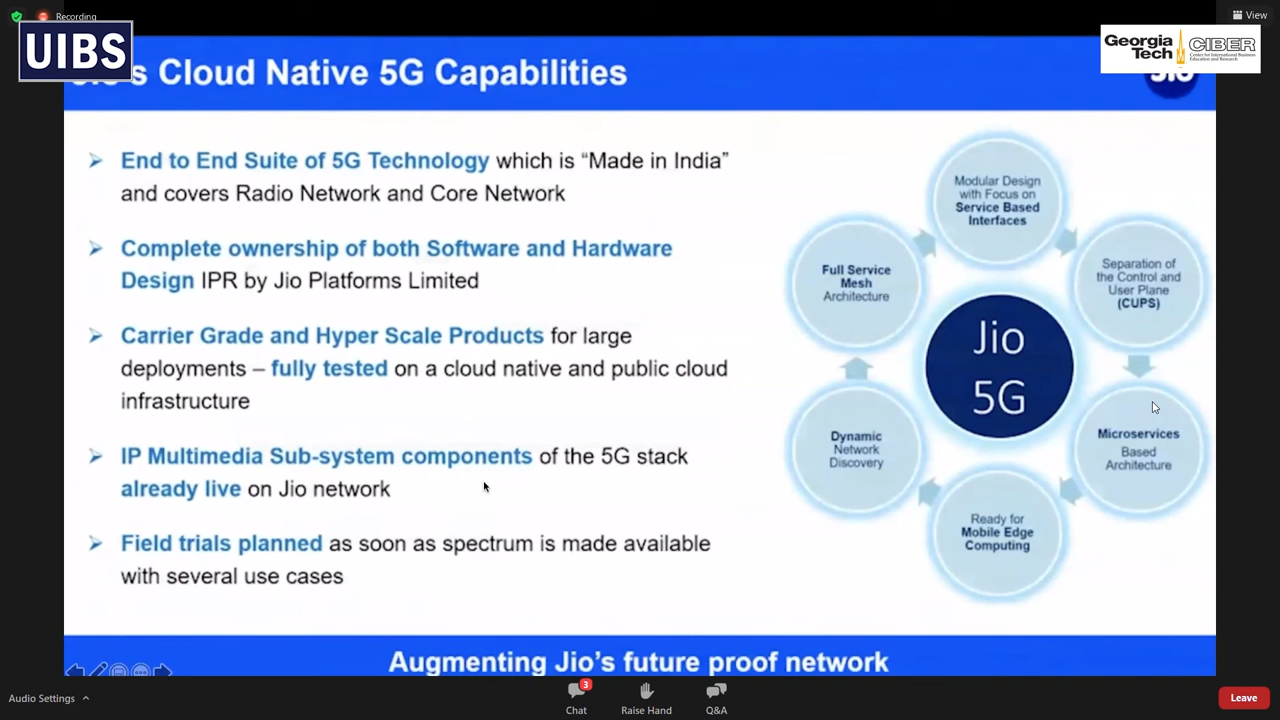 Recording
View
UIBS
Georgia
Tech
CIBER
Center for International Business
Education and Research
Cloud Native 5G Capabilities
End to End Suite of 5G Technology which is “Made in India”
and covers Radio Network and Core Network
Complete ownership of both Software and Hardware
Design IPR by Jio Platforms Limited
Carrier Grade and Hyper Scale Products for large
deployments – fully tested on a cloud native and public cloud
infrastructure
IP Multimedia Sub-system components of the 5G stack
already live on Jio network
Field trials planned as soon as spectrum is made available
with several use cases
Modular Design
with Focus on
Service Based
Interfaces
Separation of
the Control and
User Plane
(CUPS)
Microservices
Based
Architecture
Ready for
Mobile Edge
Computing
Dynamic
Network
Discovery
Full Service
Mesh
Architecture
Jio
5G
Augmenting Jio’s future proof network
Audio Settings
3
Chat
Raise Hand
Q&A
Leave